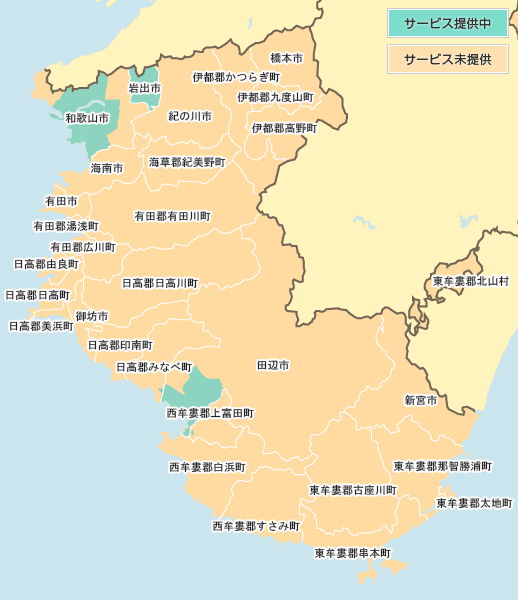 サービス提供中
サービス未提供
橋本市
伊都郡かつらぎ町
岩出市
伊都郡九度山町
紀の川市
和歌山市
伊都郡高野町
海草郡紀美野町
海南市
有田市
有田郡有田川町
有田郡湯浅町
有田郡広川町
日高郡由良町
東牟婁郡北山村
日高郡日高川町
日高郡日高町
御坊市
日高郡美浜町
日高郡印南町
日高郡みなべ町
田辺市
新宮市
西牟婁郡上富田町
西牟婁郡白浜町
東牟婁郡那智勝浦町
東牟婁郡古座川町
東牟婁郡太地町
西牟婁郡すさみ町
東牟婁郡串本町